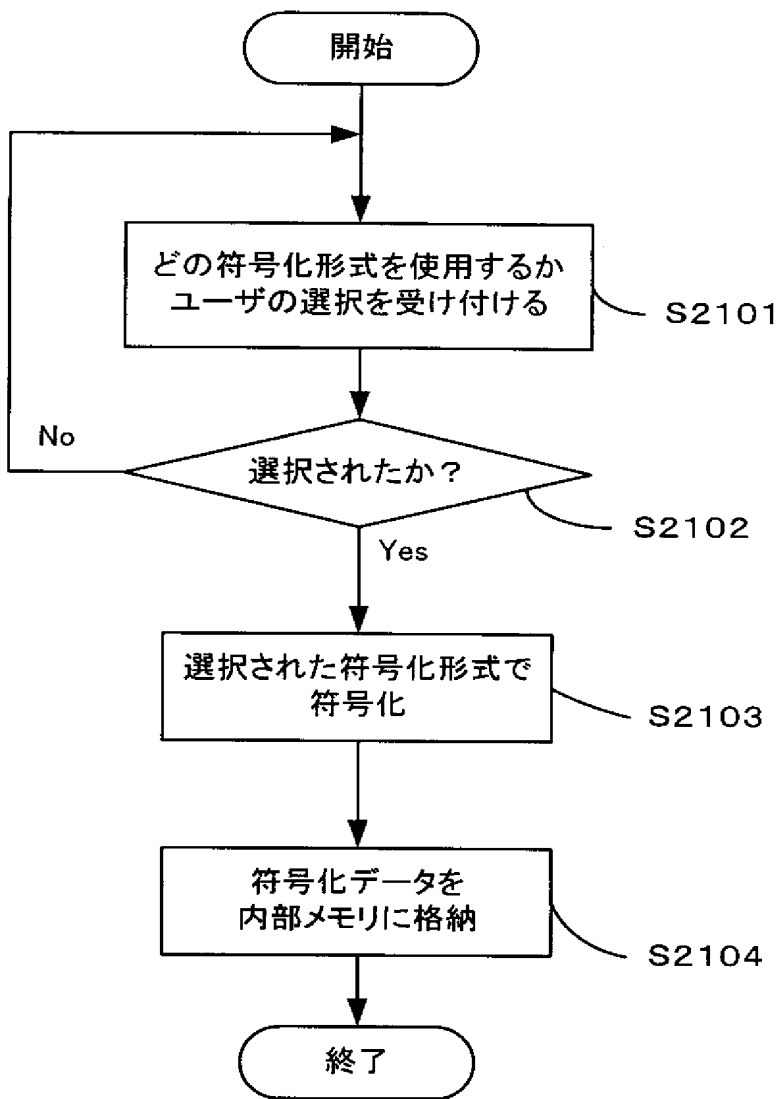 開始
どの符号化形式を使用するか
ユーザの選択を受け付ける
S2101
No
選択されたか？
S2102
Yes
選択された符号化形式で
符号化
S2103
符号化データを
内部メモリに格納
S2104
終了